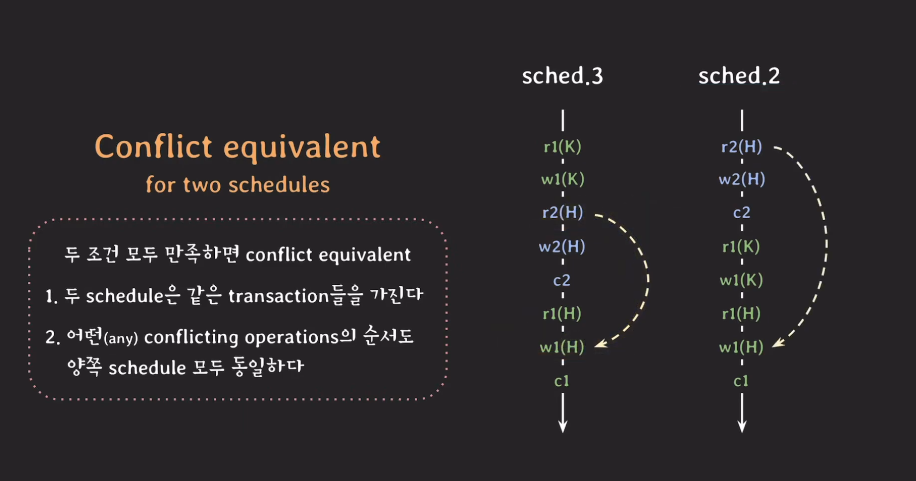 Conflict equivalent
for two schedules
두 조건 모두 만족하면 conflict equivalent
1. 두 schedule은 같은 transaction들을 가진다
2. 어떤(any) conflicting operations의 순서도
양쪽 schedule 모두 동일하다
sched.3
r1(K)
w1(K)
r2(H)
w2(H)
c2
r1(H)
w1(H)
c1
sched.2
r2(H)
w2(H)
c2
r1(K)
w1(K)
r1(H)
w1(H)
c1